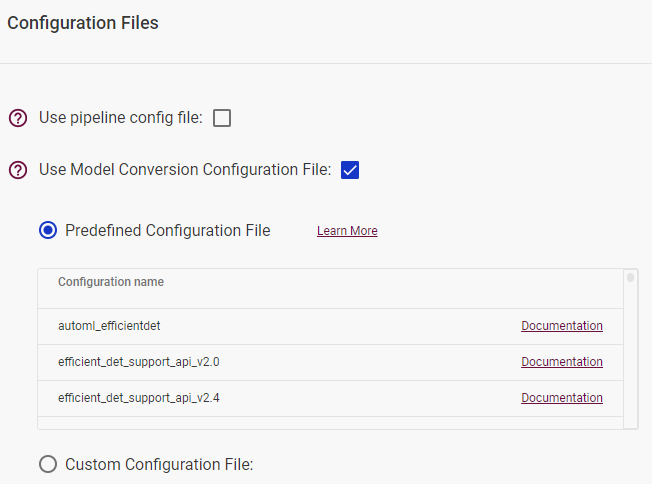 Configuration Files
Use pipeline config file:
Use Model Conversion Configuration File:
Predefined Configuration File Learn More
Configuration name
automl_efficientdet Documentation
efficient_det_support_api_v2.0 Documentation
efficient_det_support_api_v2.4 Documentation
Custom Configuration File: